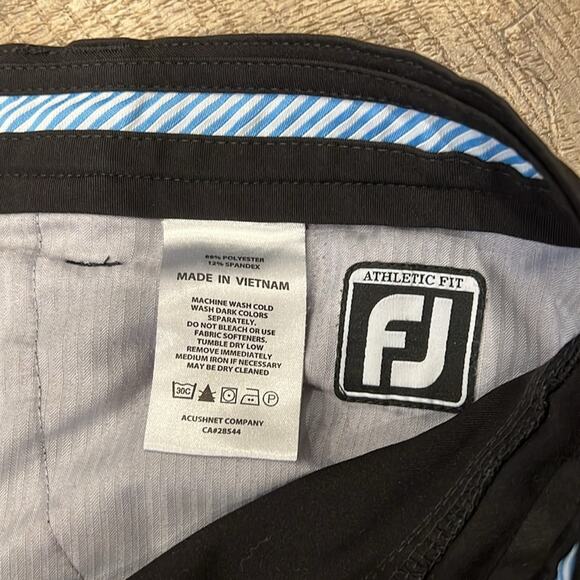 88% POLYESTER
12% SPANDEX
MADE IN VIETNAM
MACHINE WASH COLD
WASH DARK COLORS
SEPARATELY.
DO NOT BLEACH OR USE
FABRIC SOFTENERS.
TUMBLE DRY LOW
REMOVE IMMEDIATELY
MEDIUM IRON IF NECESSARY
MAY BE DRY CLEANED
30C P
ACUSHNET COMPANY
CA#28544
ATHLETIC FIT
FJ